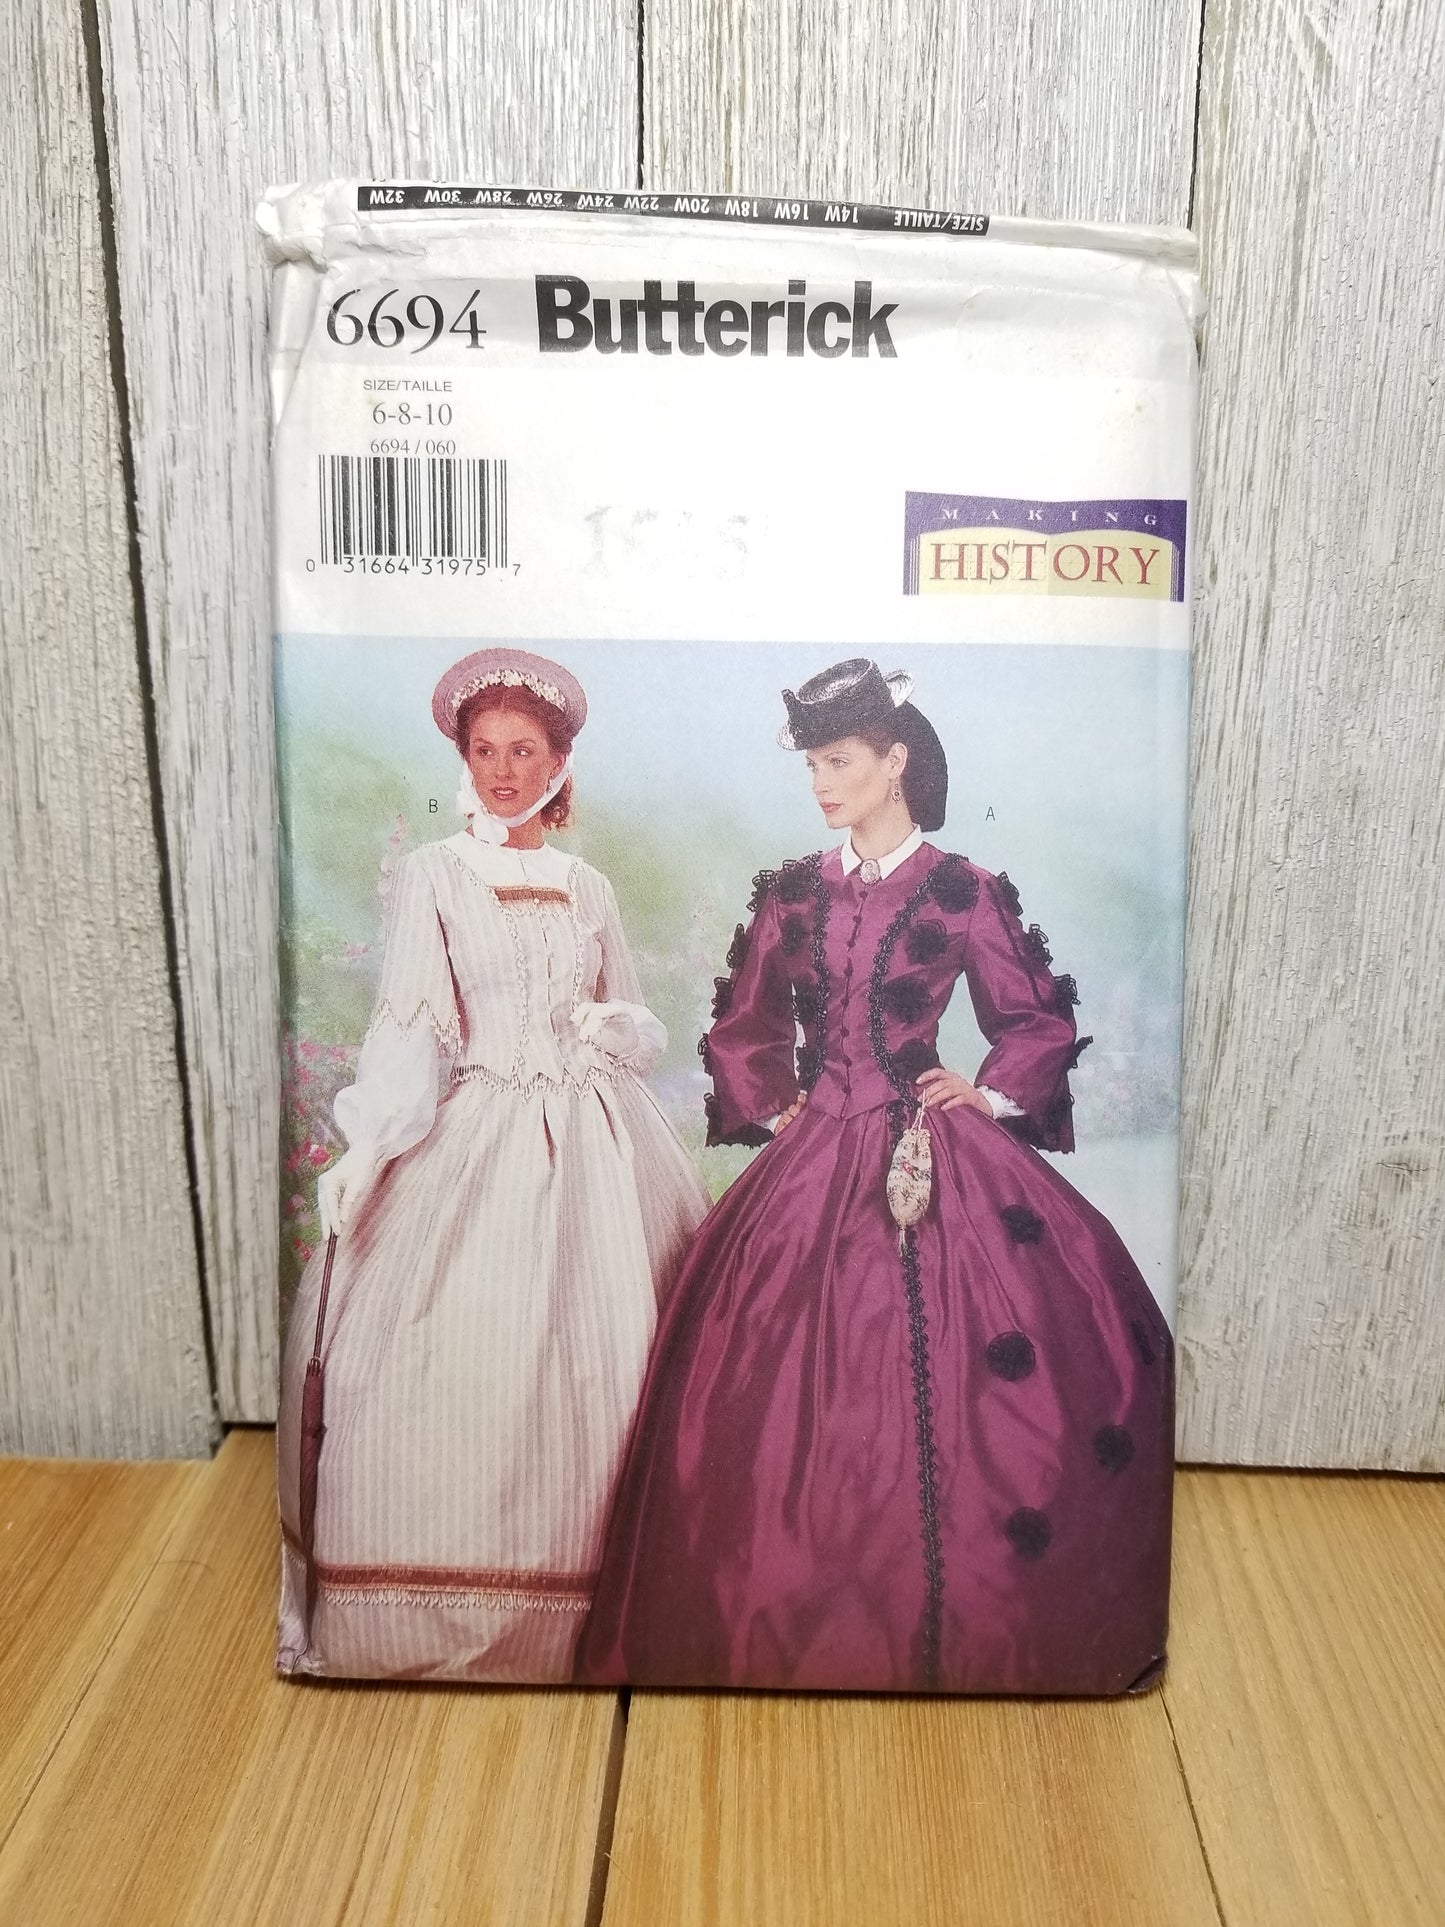 SIZE/TAILLE 14W 16W 18W 20W 22W 24W 26W 28W 30W 32W
6694 Butterick
SIZE/TAILLE
6-8-10
6694 / 060
0 31664 31975 7
MAKING
HISTORY
B
A